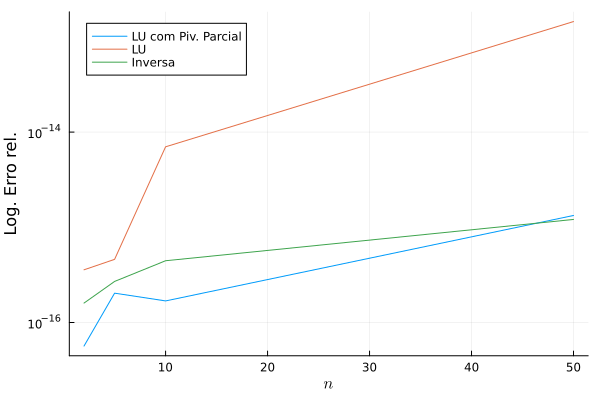 LU com Piv. Parcial
LU
Inversa
Log. Erro rel.
10⁻¹⁴
10⁻¹⁶
10 20 30 40 50
n